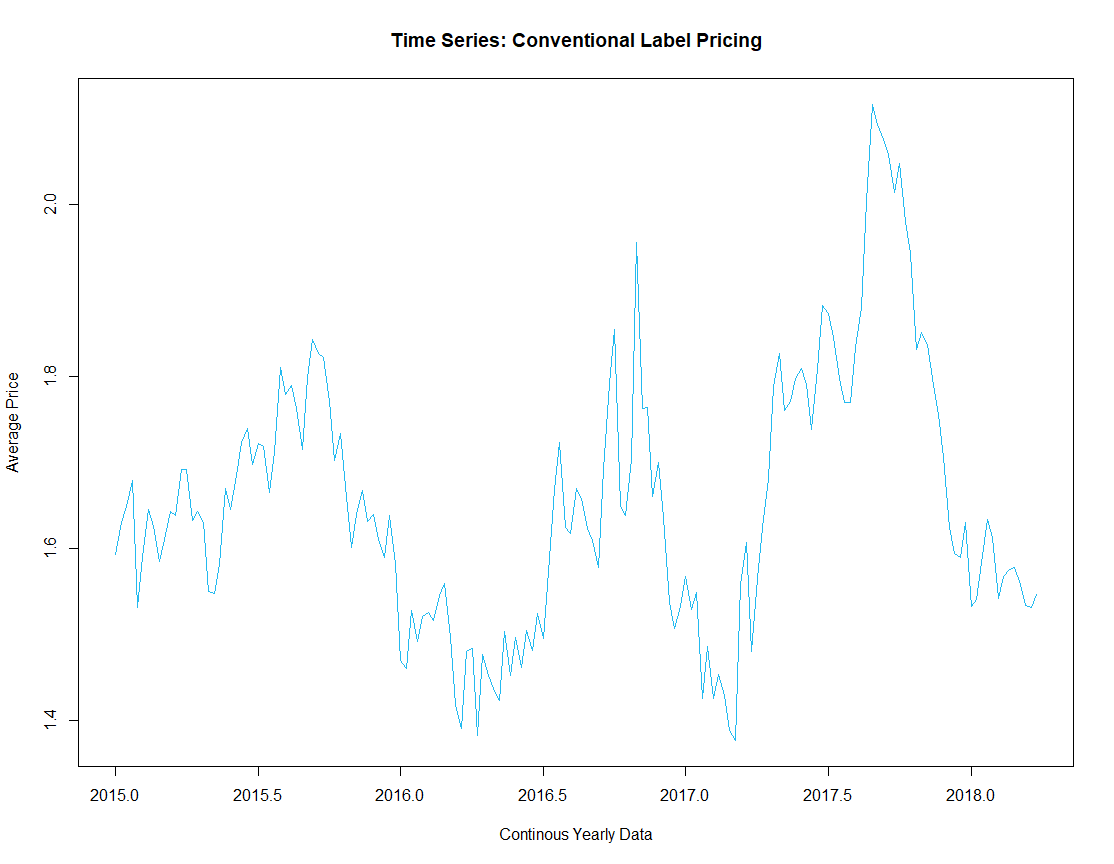 Time Series: Conventional Label Pricing
Average Price
2.0
1.8
1.6
1.4
2015.0 2015.5 2016.0 2016.5 2017.0 2017.5 2018.0
Continous Yearly Data